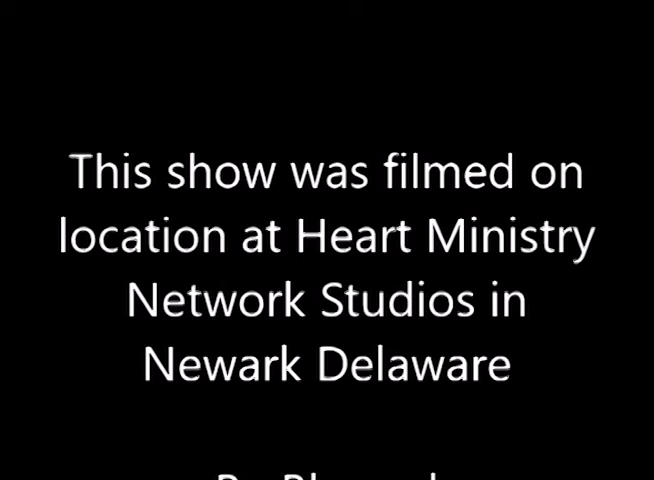 This show was filmed on
location at Heart Ministry
Network Studios in
Newark Delaware